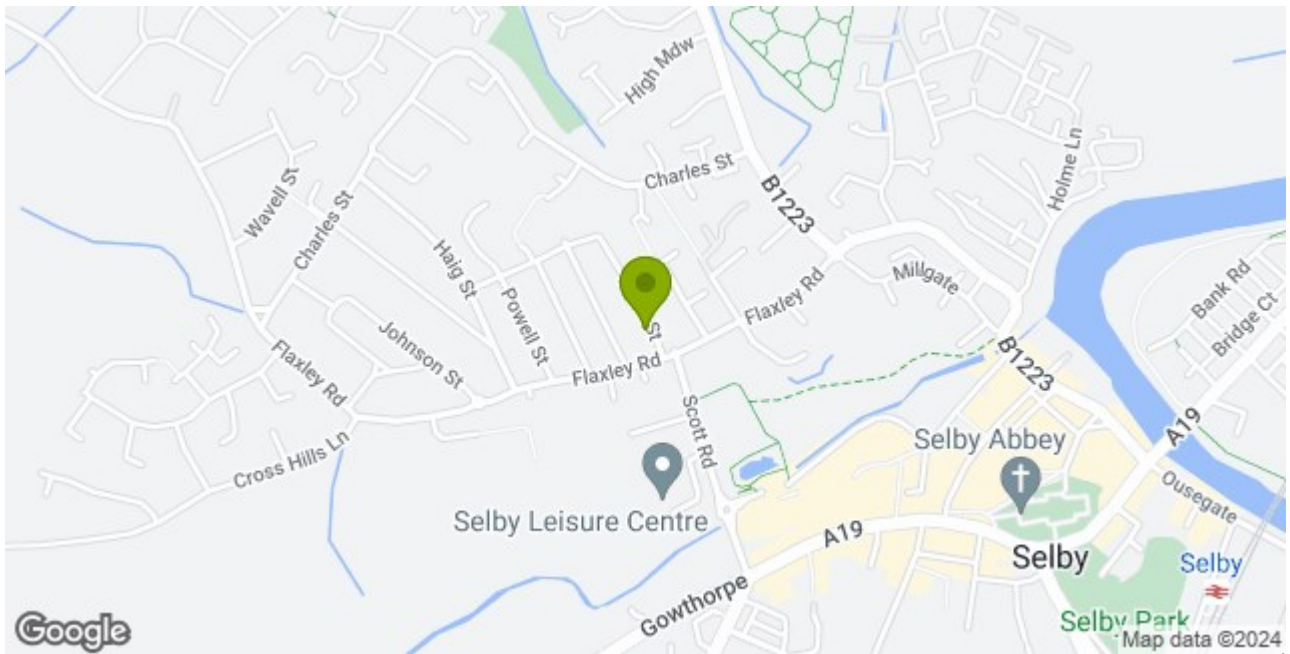 High Mdw
Charles St
B1223
Holme Ln
Wavell St
Charles St
Haig St
Powell St
St
Flaxley Rd
Millgate
Bank Rd
Bridge Ct
Johnson St
Flaxley Rd
Flaxley Rd
B1223
A19
Scott Rd
Cross Hills Ln
Selby Abbey
Ousegate
Selby Leisure Centre
A19
Selby
Selby
Gowthorpe
Selby Park
Google
Map data ©2024